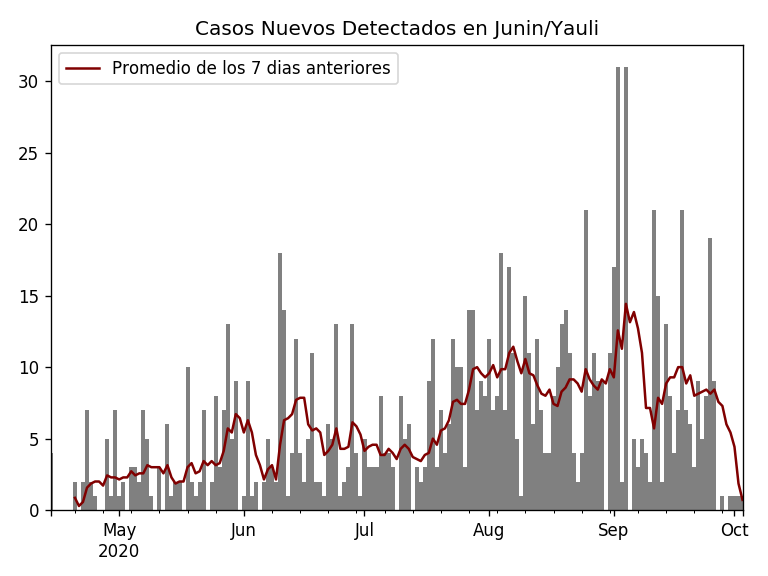 Casos Nuevos Detectados en Junin/Yauli
Promedio de los 7 dias anteriores
30
25
20
15
10
5
0
May
2020
Jun
Jul
Aug
Sep
Oct